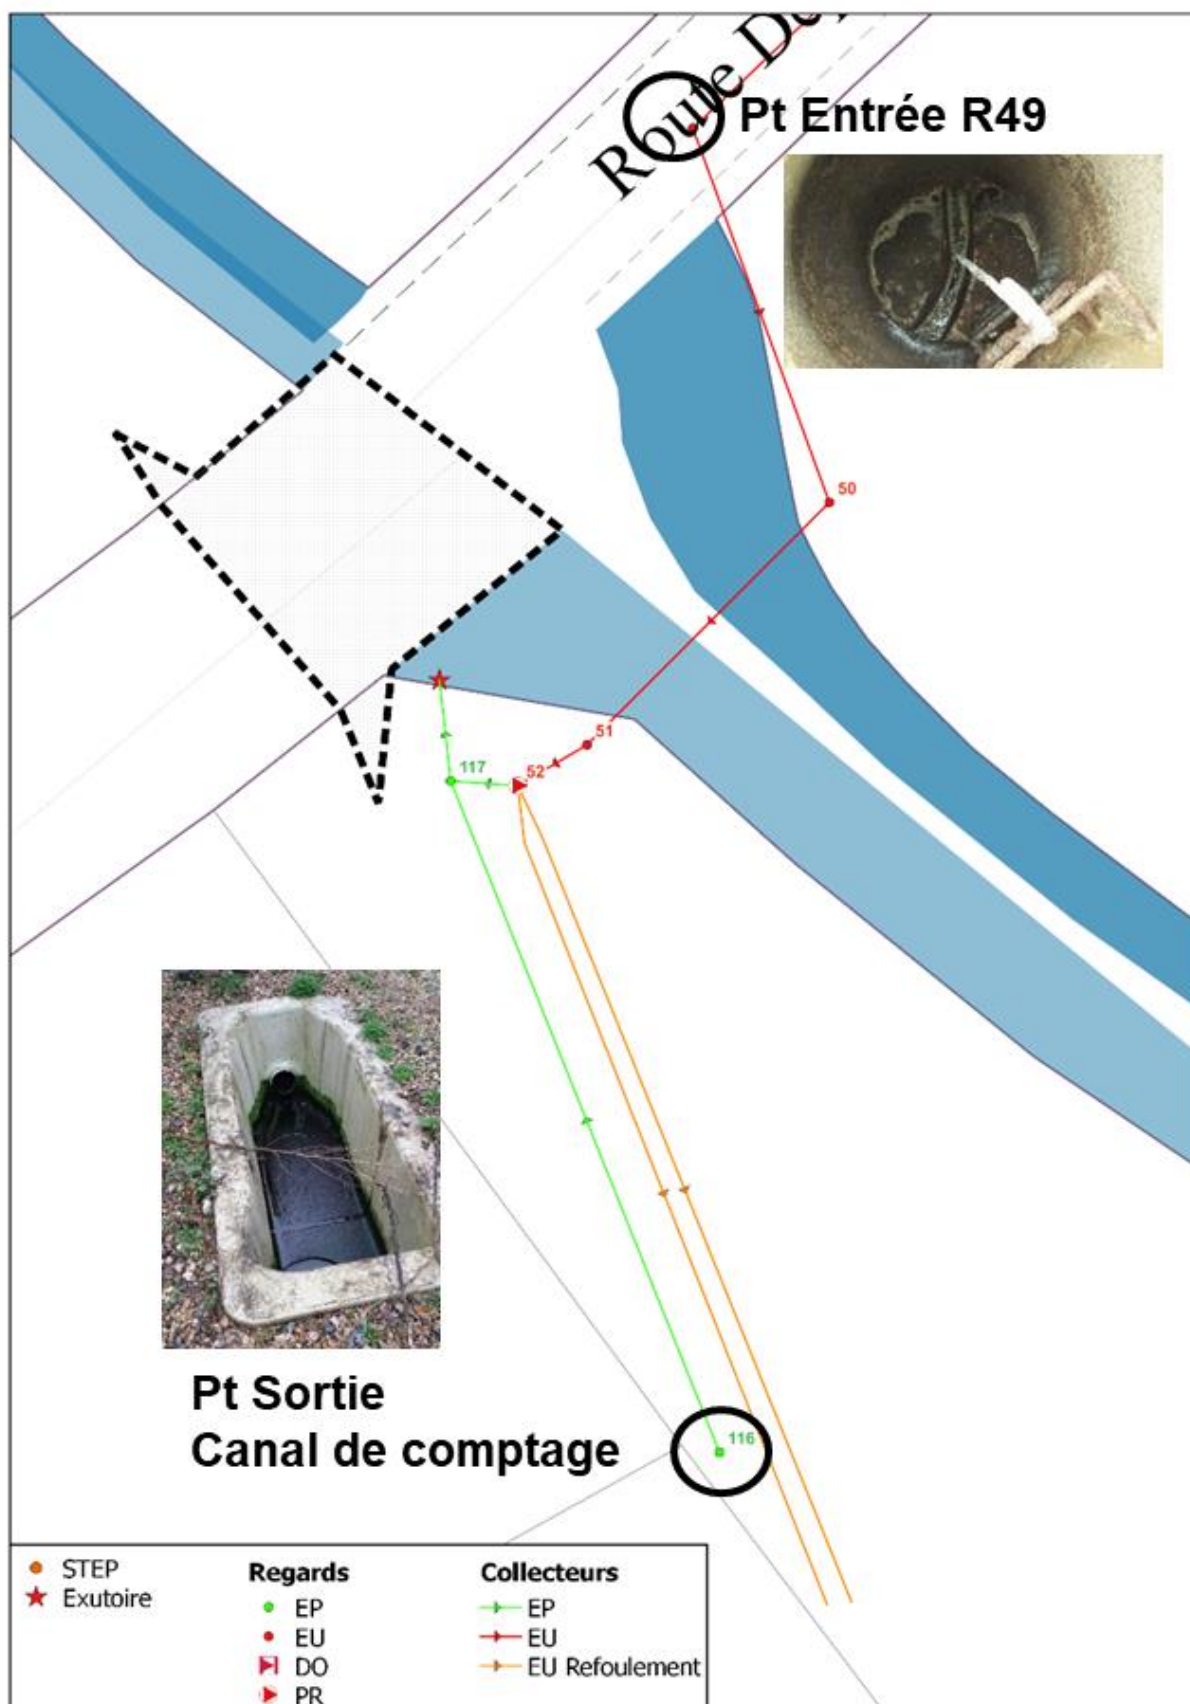 Route De
Pt Entrée R49
50
51
52
117
Pt Sortie
Canal de comptage
116
STEP
Exutoire
Regards
EP
EU
DO
PR
Collecteurs
EP
EU
EU Refoulement